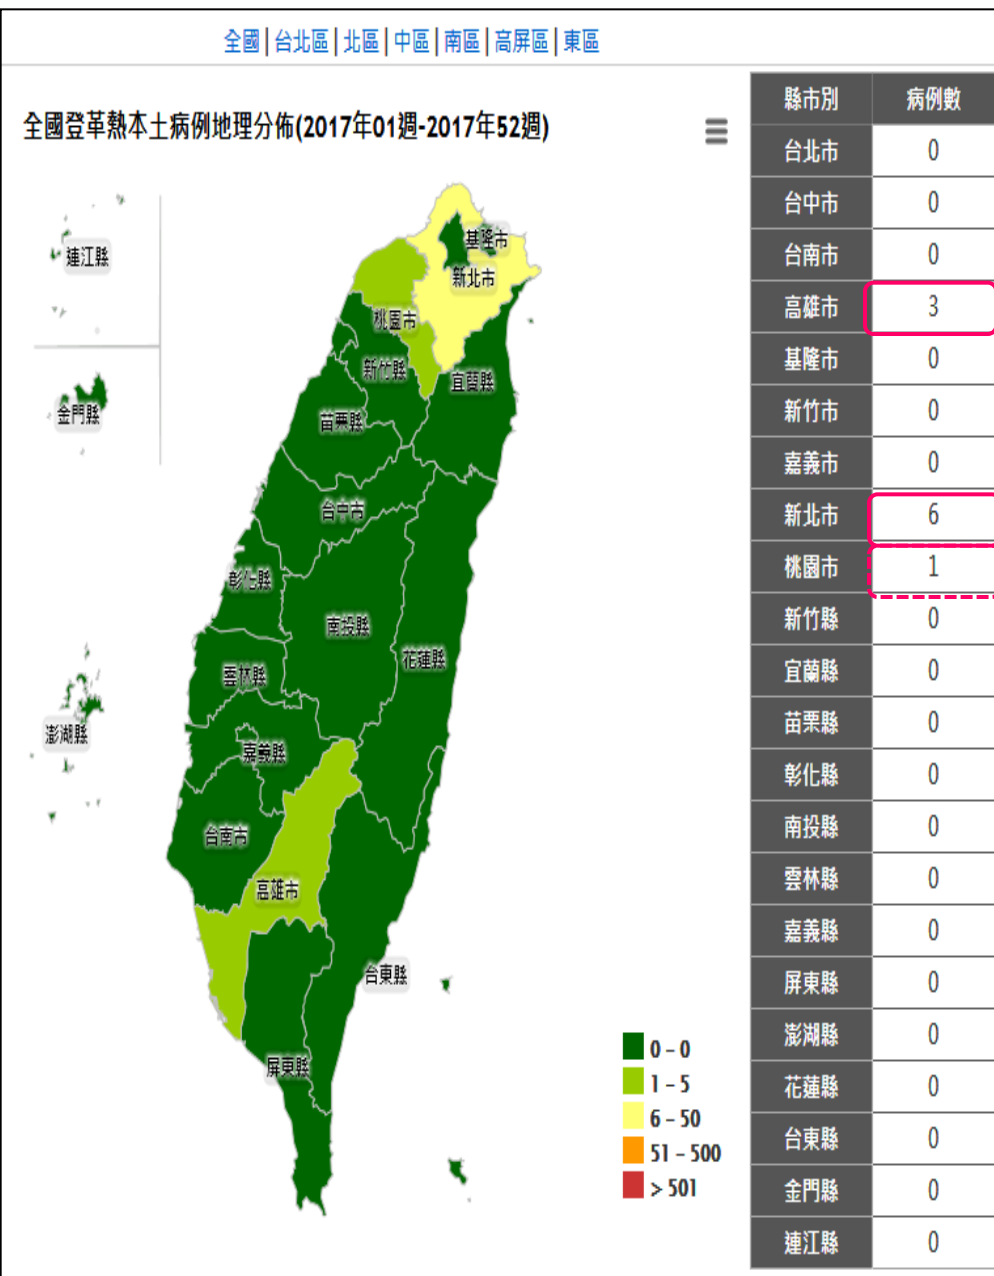 全國|台北區|北區|中區|南區|高屏區|東區
全國登革熱本土病例地理分佈(2017年01週-2017年52週)
連江縣
金門縣
澎湖縣
基隆市
新北市
桃園市
新竹縣
宜蘭縣
苗栗縣
台中市
彰化縣
南投縣
花蓮縣
雲林縣
嘉義縣
台南市
高雄市
台東縣
屏東縣
0 – 0
1 – 5
6 – 50
51 – 500
> 501
縣市別 病例數
台北市 0
台中市 0
台南市 0
高雄市 3
基隆市 0
新竹市 0
嘉義市 0
新北市 6
桃園市 1
新竹縣 0
宜蘭縣 0
苗栗縣 0
彰化縣 0
南投縣 0
雲林縣 0
嘉義縣 0
屏東縣 0
澎湖縣 0
花蓮縣 0
台東縣 0
金門縣 0
連江縣 0